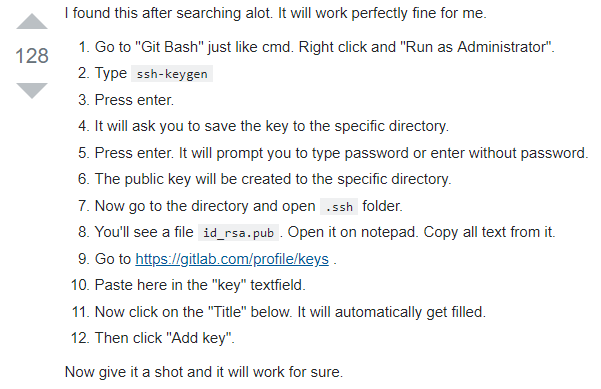 I found this after searching alot. It will work perfectly fine for me.
128
1. Go to "Git Bash" just like cmd. Right click and "Run as Administrator".
2. Type ssh-keygen
3. Press enter.
4. It will ask you to save the key to the specific directory.
5. Press enter. It will prompt you to type password or enter without password.
6. The public key will be created to the specific directory.
7. Now go to the directory and open .ssh folder.
8. You'll see a file id_rsa.pub . Open it on notepad. Copy all text from it.
9. Go to https://gitlab.com/profile/keys .
10. Paste here in the "key" textfield.
11. Now click on the "Title" below. It will automatically get filled.
12. Then click "Add key".
Now give it a shot and it will work for sure.